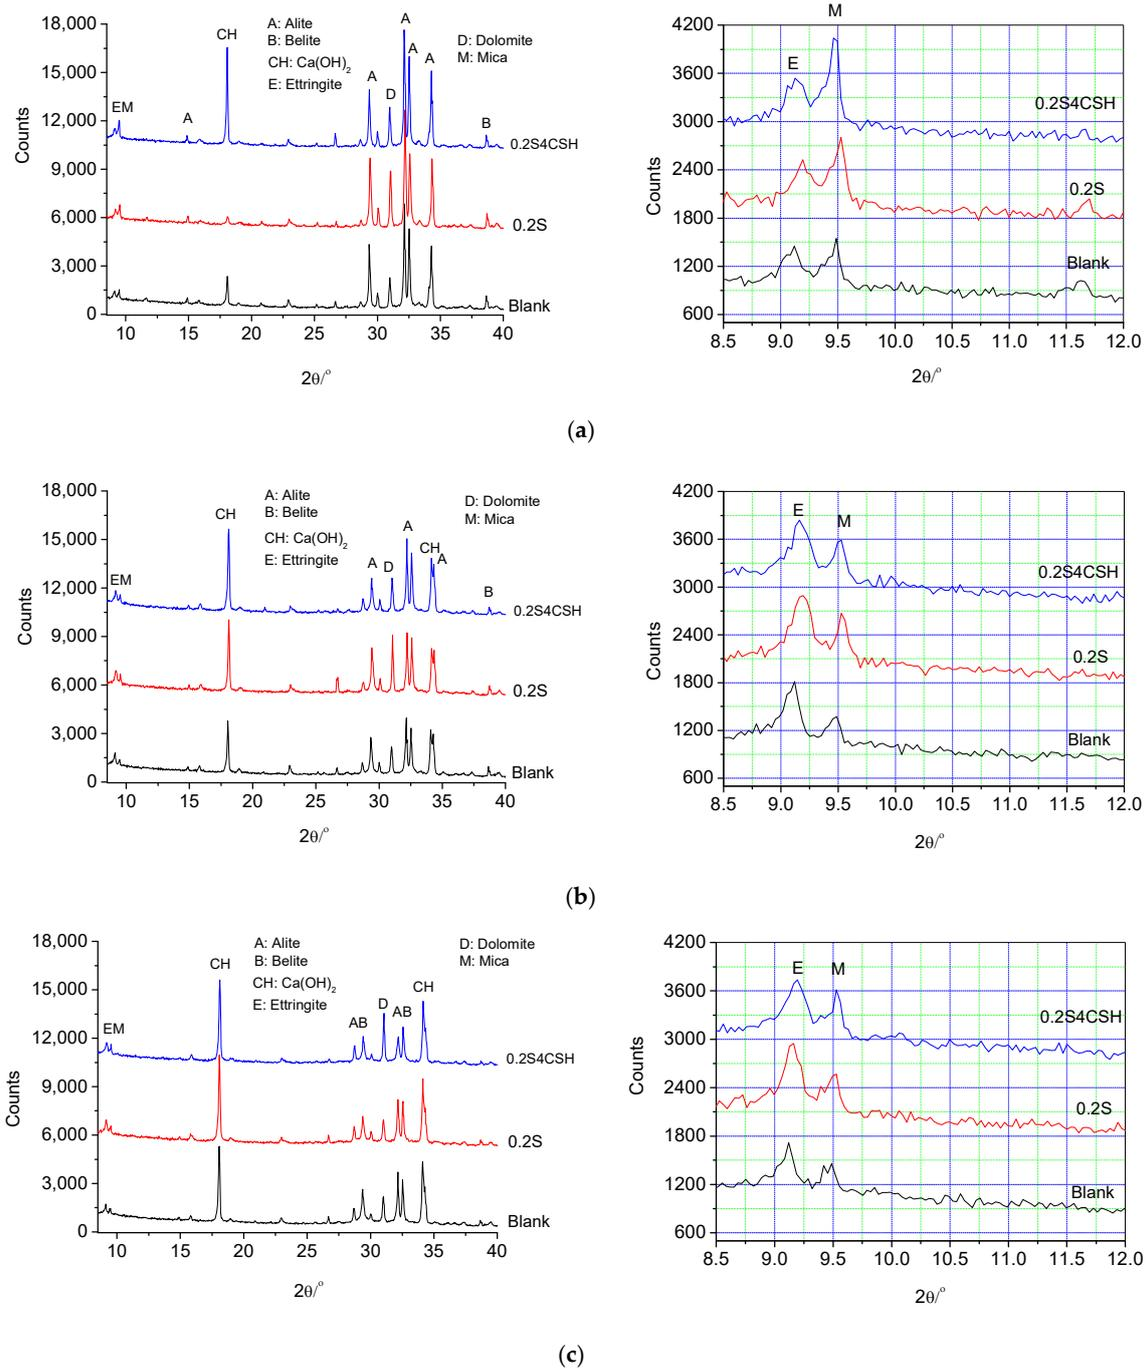 18,000
15,000
12,000
9,000
6,000
3,000
0
Counts
10 15 20 25 30 35 40
2θ/°
A: Alite
B: Belite
CH: Ca(OH)2
E: Ettringite
D: Dolomite
M: Mica
EM
A
CH
A
D
A
A
A
B
0.2S4CSH
0.2S
Blank
4200
3600
3000
2400
1800
1200
600
Counts
8.5 9.0 9.5 10.0 10.5 11.0 11.5 12.0
2θ/°
E
M
0.2S4CSH
0.2S
Blank
(a)
18,000
15,000
12,000
9,000
6,000
3,000
0
Counts
10 15 20 25 30 35 40
2θ/°
A: Alite
B: Belite
CH: Ca(OH)2
E: Ettringite
D: Dolomite
M: Mica
EM
CH
A
D
A
CH
A
B
0.2S4CSH
0.2S
Blank
4200
3600
3000
2400
1800
1200
600
Counts
8.5 9.0 9.5 10.0 10.5 11.0 11.5 12.0
2θ/°
E
M
0.2S4CSH
0.2S
Blank
(b)
18,000
15,000
12,000
9,000
6,000
3,000
0
Counts
10 15 20 25 30 35 40
2θ/°
A: Alite
B: Belite
CH: Ca(OH)2
E: Ettringite
D: Dolomite
M: Mica
EM
CH
AB
D
AB
CH
0.2S4CSH
0.2S
Blank
4200
3600
3000
2400
1800
1200
600
Counts
8.5 9.0 9.5 10.0 10.5 11.0 11.5 12.0
2θ/°
E
M
0.2S4CSH
0.2S
Blank
(c)